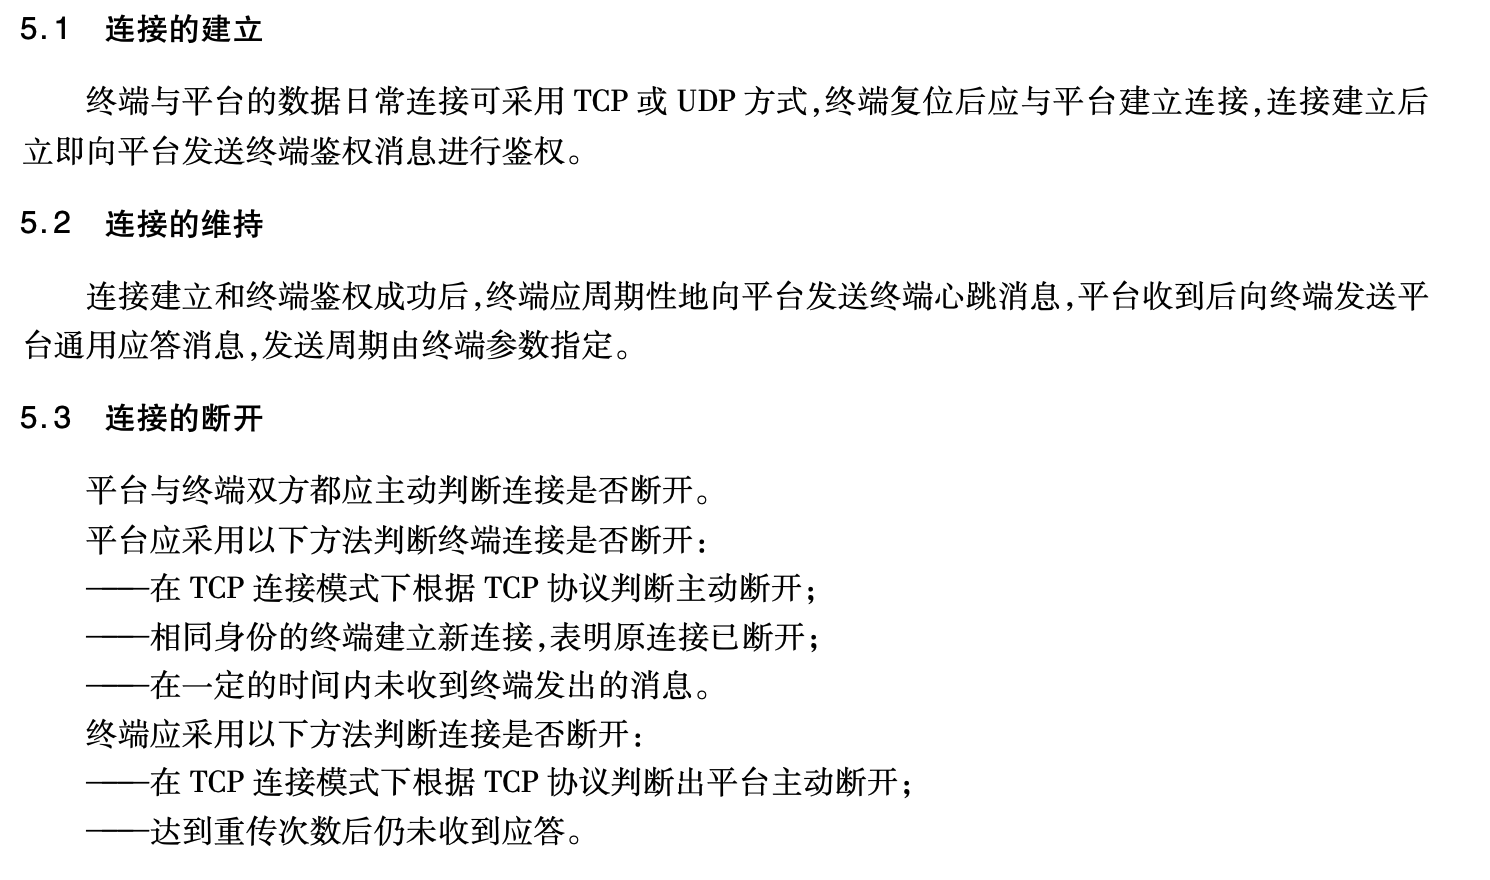 5.1 连接的建立
终端与平台的数据日常连接可采用 TCP 或 UDP 方式,终端复位后应与平台建立连接,连接建立后
立即向平台发送终端鉴权消息进行鉴权。
5.2 连接的维持
连接建立和终端鉴权成功后,终端应周期性地向平台发送终端心跳消息,平台收到后向终端发送平
台通用应答消息,发送周期由终端参数指定。
5.3 连接的断开
平台与终端双方都应主动判断连接是否断开。
平台应采用以下方法判断终端连接是否断开:
——在 TCP 连接模式下根据 TCP 协议判断主动断开;
——相同身份的终端建立新连接,表明原连接已断开;
——在一定的时间内未收到终端发出的消息。
终端应采用以下方法判断连接是否断开:
——在 TCP 连接模式下根据 TCP 协议判断出平台主动断开;
——达到重传次数后仍未收到应答。